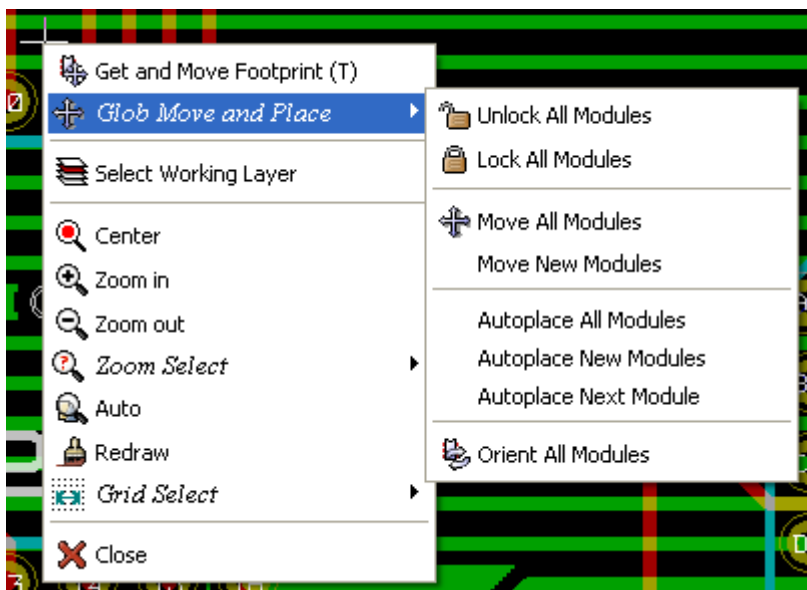 Get and Move Footprint (T)
Glob Move and Place
Select Working Layer
Center
Zoom in
Zoom out
Zoom Select
Auto
Redraw
Grid Select
Close
Unlock All Modules
Lock All Modules
Move All Modules
Move New Modules
Autoplace All Modules
Autoplace New Modules
Autoplace Next Module
Orient All Modules